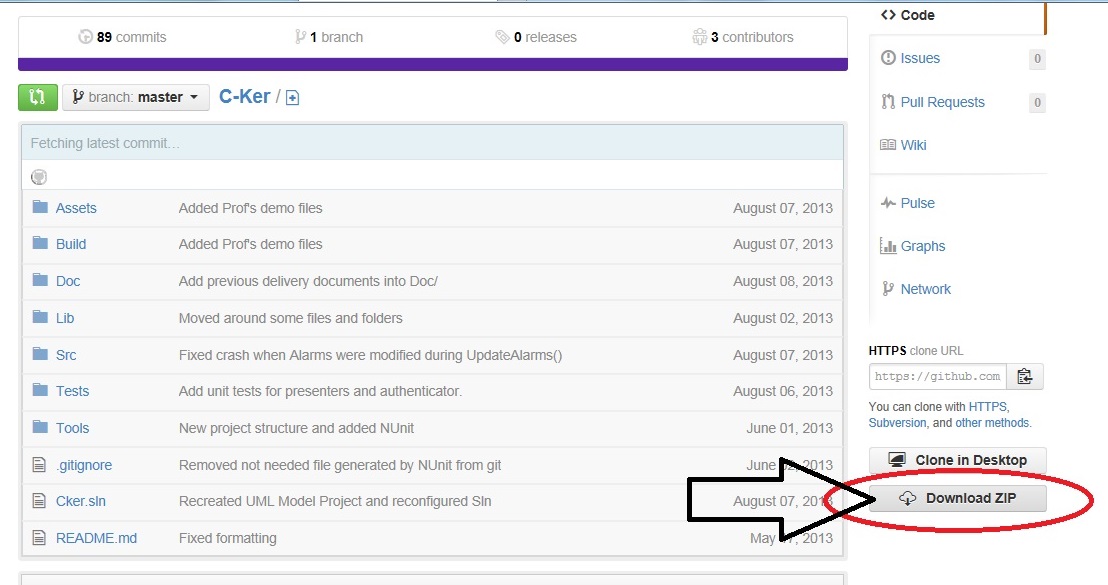 89 commits
1 branch
0 releases
3 contributors
branch: master
C-Ker /
Fetching latest commit...
Assets Added Prof's demo files August 07, 2013
Build Added Prof's demo files August 07, 2013
Doc Add previous delivery documents into Doc/ August 08, 2013
Lib Moved around some files and folders August 02, 2013
Src Fixed crash when Alarms were modified during UpdateAlarms() August 07, 2013
Tests Add unit tests for presenters and authenticator. August 06, 2013
Tools New project structure and added NUnit June 01, 2013
.gitignore Removed not needed file generated by NUnit from git June 2013
Cker.sln Recreated UML Model Project and reconfigured Sln August 07, 2013
README.md Fixed formatting May 2013
Code
Issues 0
Pull Requests 0
Wiki
Pulse
Graphs
Network
HTTPS clone URL
https://github.com
You can clone with HTTPS,
Subversion, and other methods.
Clone in Desktop
Download ZIP